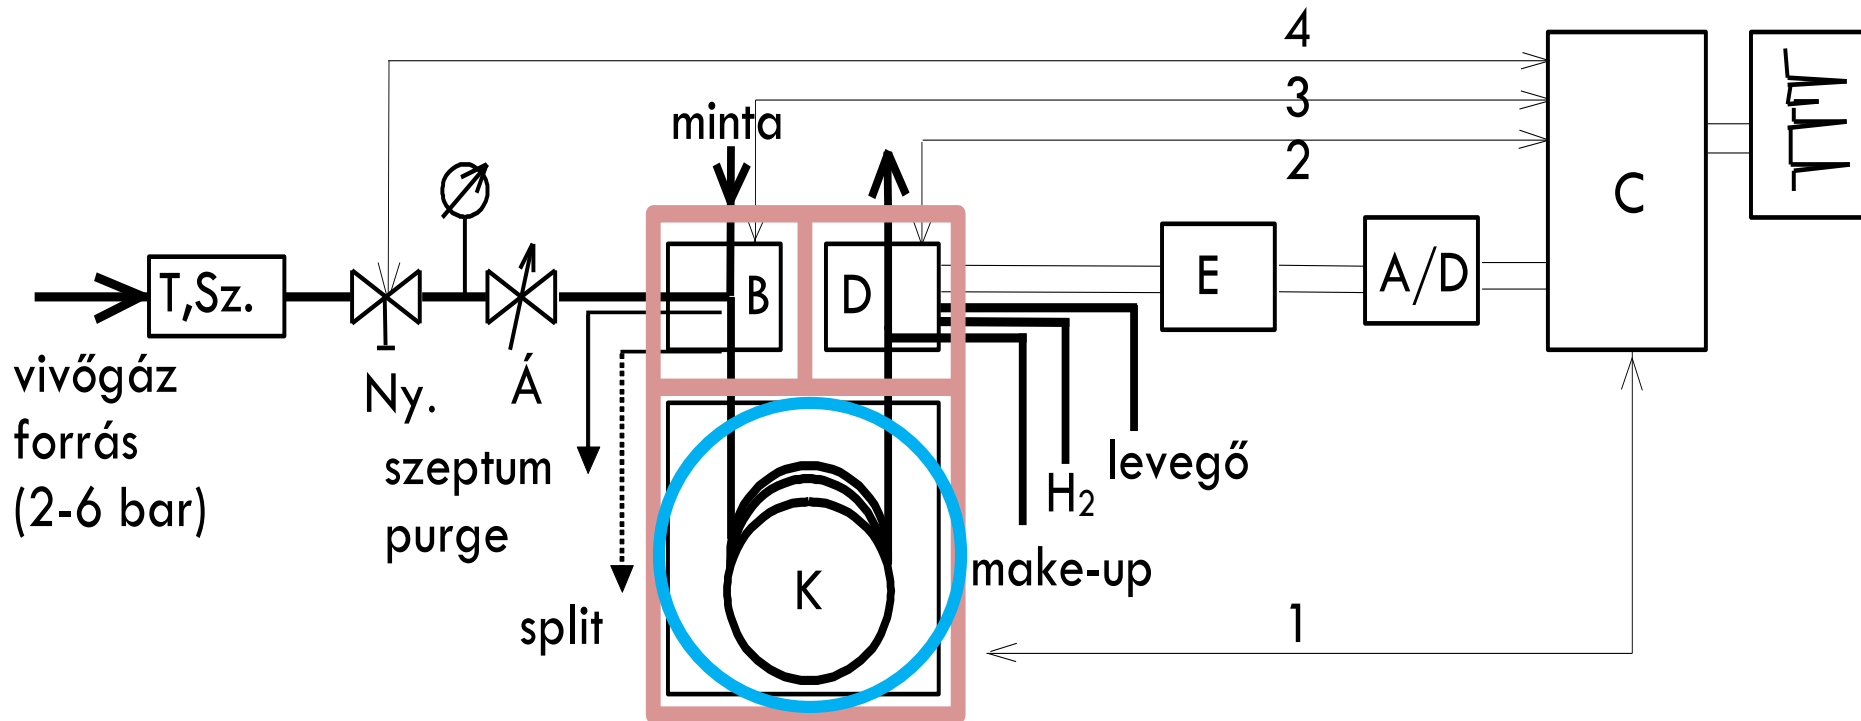 4
3
minta
2
C
T,Sz.
B
D
E
A/D
vivőgáz
forrás
(2-6 bar)
Ny.
Á
szeptum
purge
levegő
H₂
make-up
K
split
1